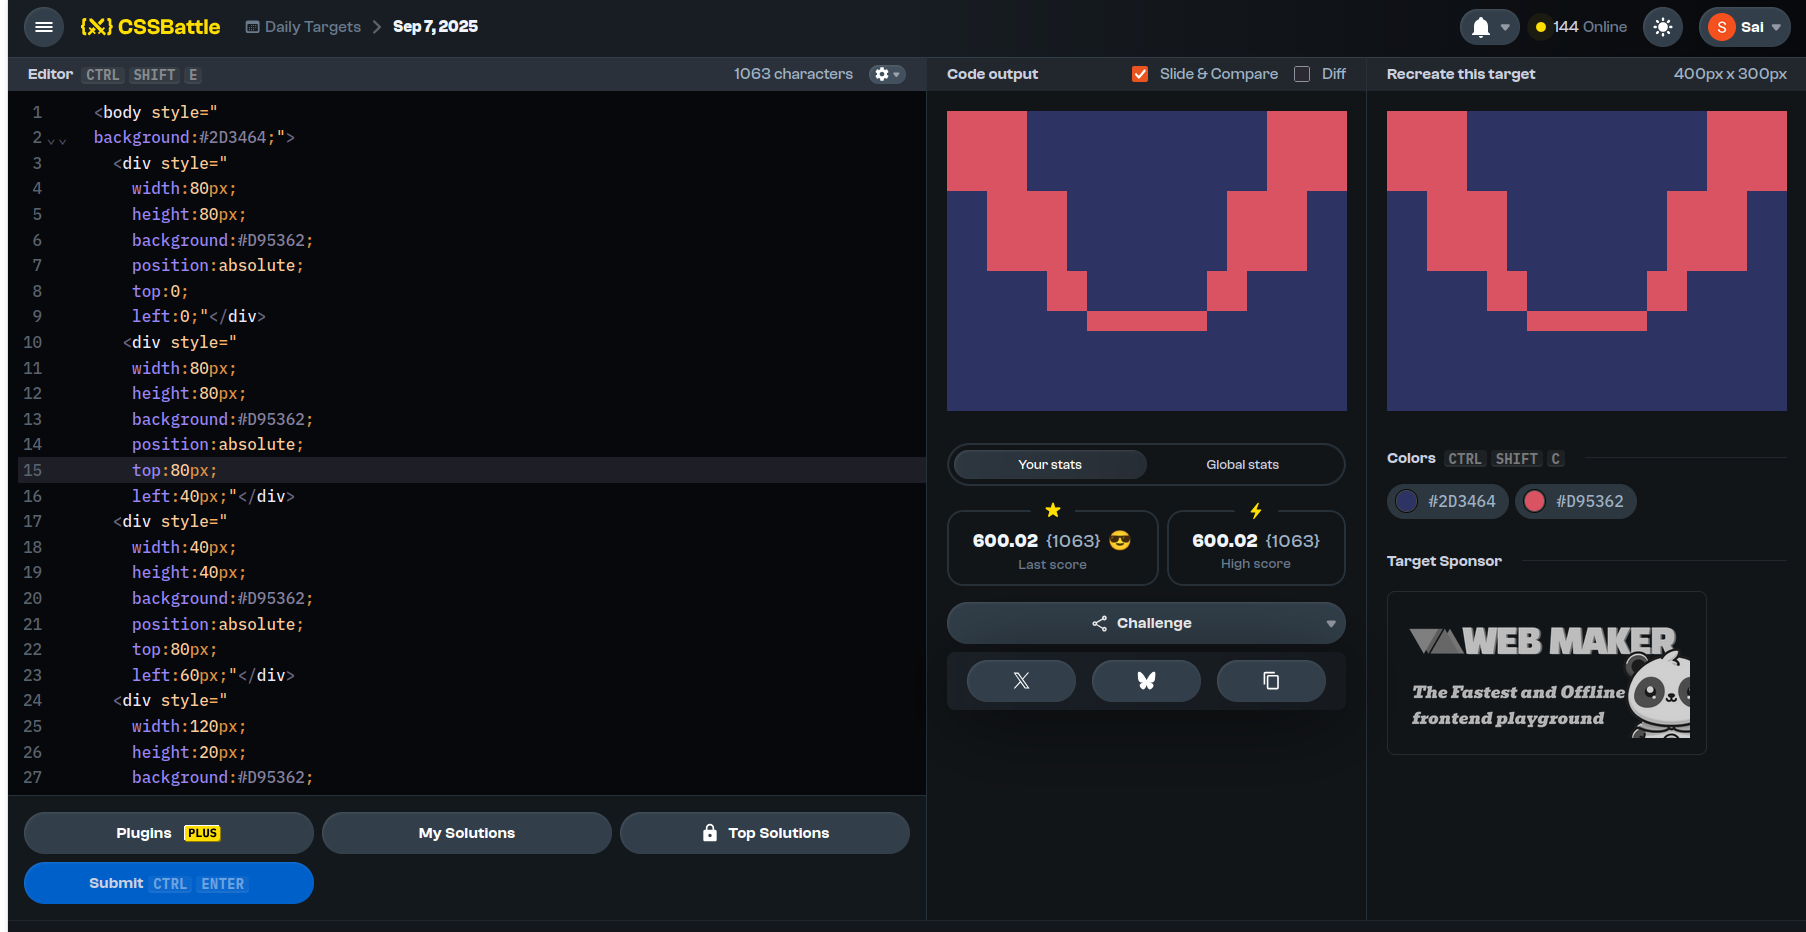 {X} CSSBattle
Daily Targets > Sep 7, 2025
144 Online
S Sai
Editor CTRL SHIFT E
1063 characters
1 <body style="
2 background:#2D3464;">
3 <div style="
4 width:80px;
5 height:80px;
6 background:#D95362;
7 position:absolute;
8 top:0;
9 left:0;"</div>
10 <div style="
11 width:80px;
12 height:80px;
13 background:#D95362;
14 position:absolute;
15 top:80px;
16 left:40px;"</div>
17 <div style="
18 width:40px;
19 height:40px;
20 background:#D95362;
21 position:absolute;
22 top:80px;
23 left:60px;"</div>
24 <div style="
25 width:120px;
26 height:20px;
27 background:#D95362;
Plugins PLUS
My Solutions
Top Solutions
Submit CTRL ENTER
Code output
Slide & Compare
Diff
Your stats
Global stats
600.02 {1063}
Last score
600.02 {1063}
High score
Challenge
Recreate this target
400px x 300px
Colors CTRL SHIFT C
#2D3464
#D95362
Target Sponsor
WEB MAKER
The Fastest and Offline
frontend playground